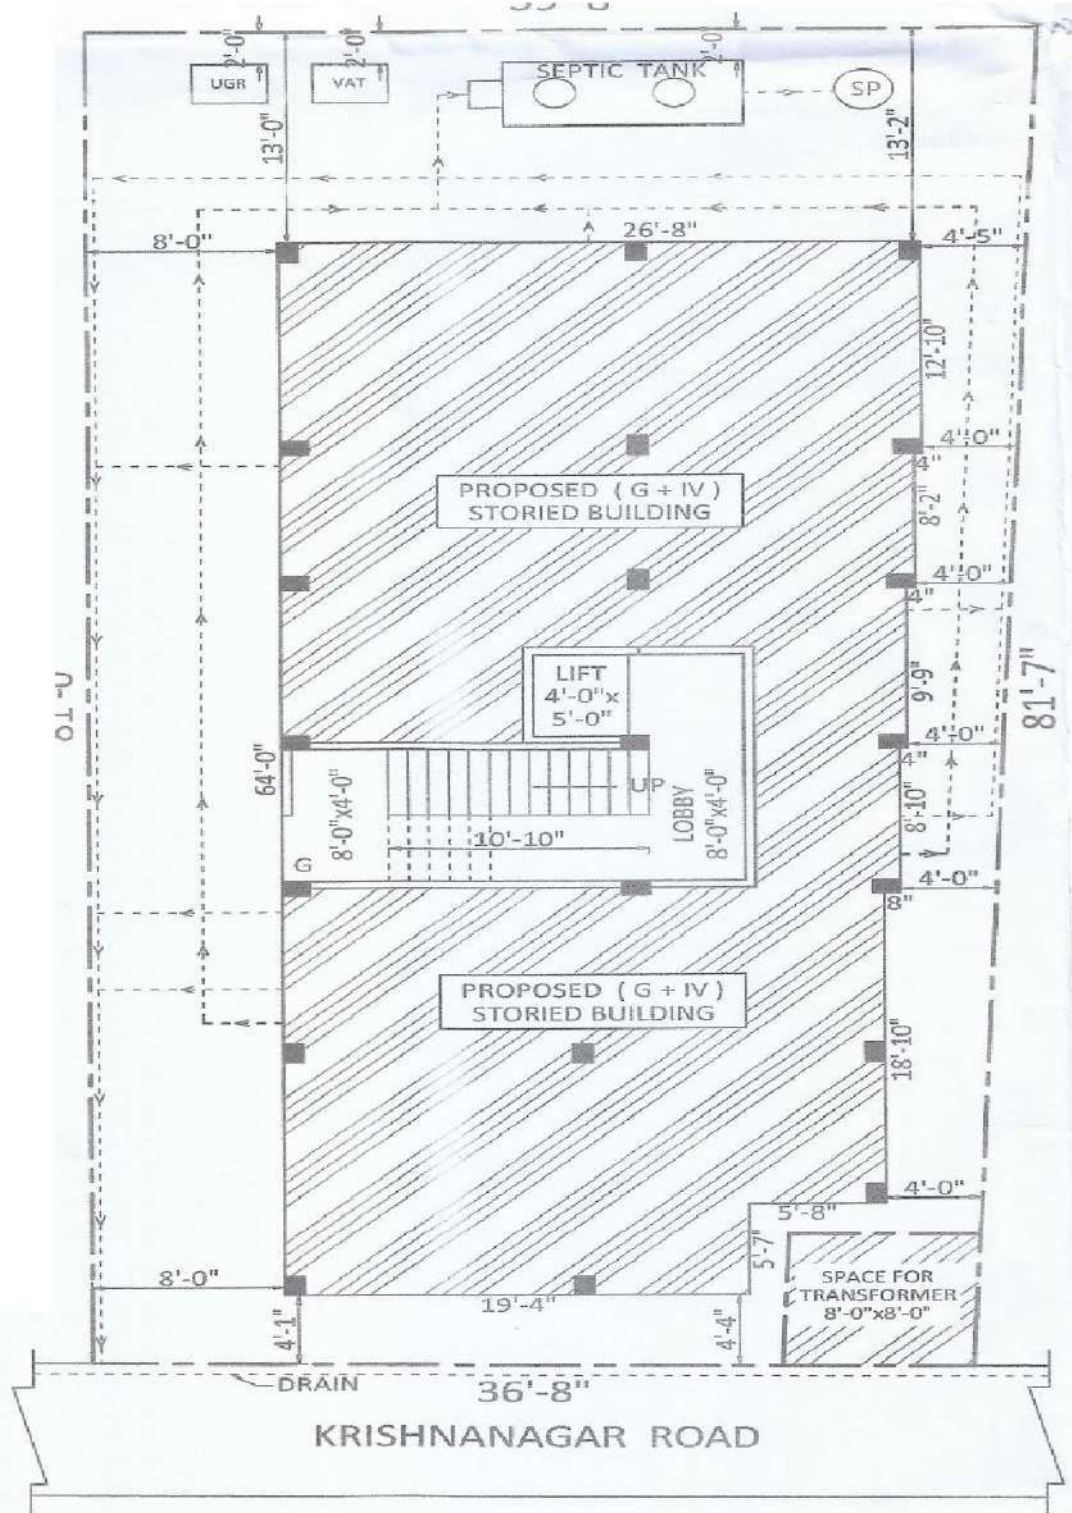 2'-0"
2'-0"
2'-0
UGR
VAT
SEPTIC TANK
SP
13'-0"
13'-2"
8'-0"
26'-8"
4'-5"
12'-10"
4'-0"
4"
PROPOSED ( G + IV )
STORIED BUILDING
8'-2"
4'-0"
4"
LIFT
4'-0"x
5'-0"
9'-9"
81'-7"
4'-0"
4"
64'-0"
8'-0"x4'-0"
UP
LOBBY
8'-0"x4'-0"
8'-10"
10'-10"
G
4'-0"
8"
PROPOSED ( G + IV )
STORIED BUILDING
18'-10"
4'-0"
5'-8"
5'-7"
8'-0"
SPACE FOR
TRANSFORMER
8'-0"x8'-0"
19'-4"
4'-1"
4'-4"
DRAIN
36'-8"
KRISHNANAGAR ROAD